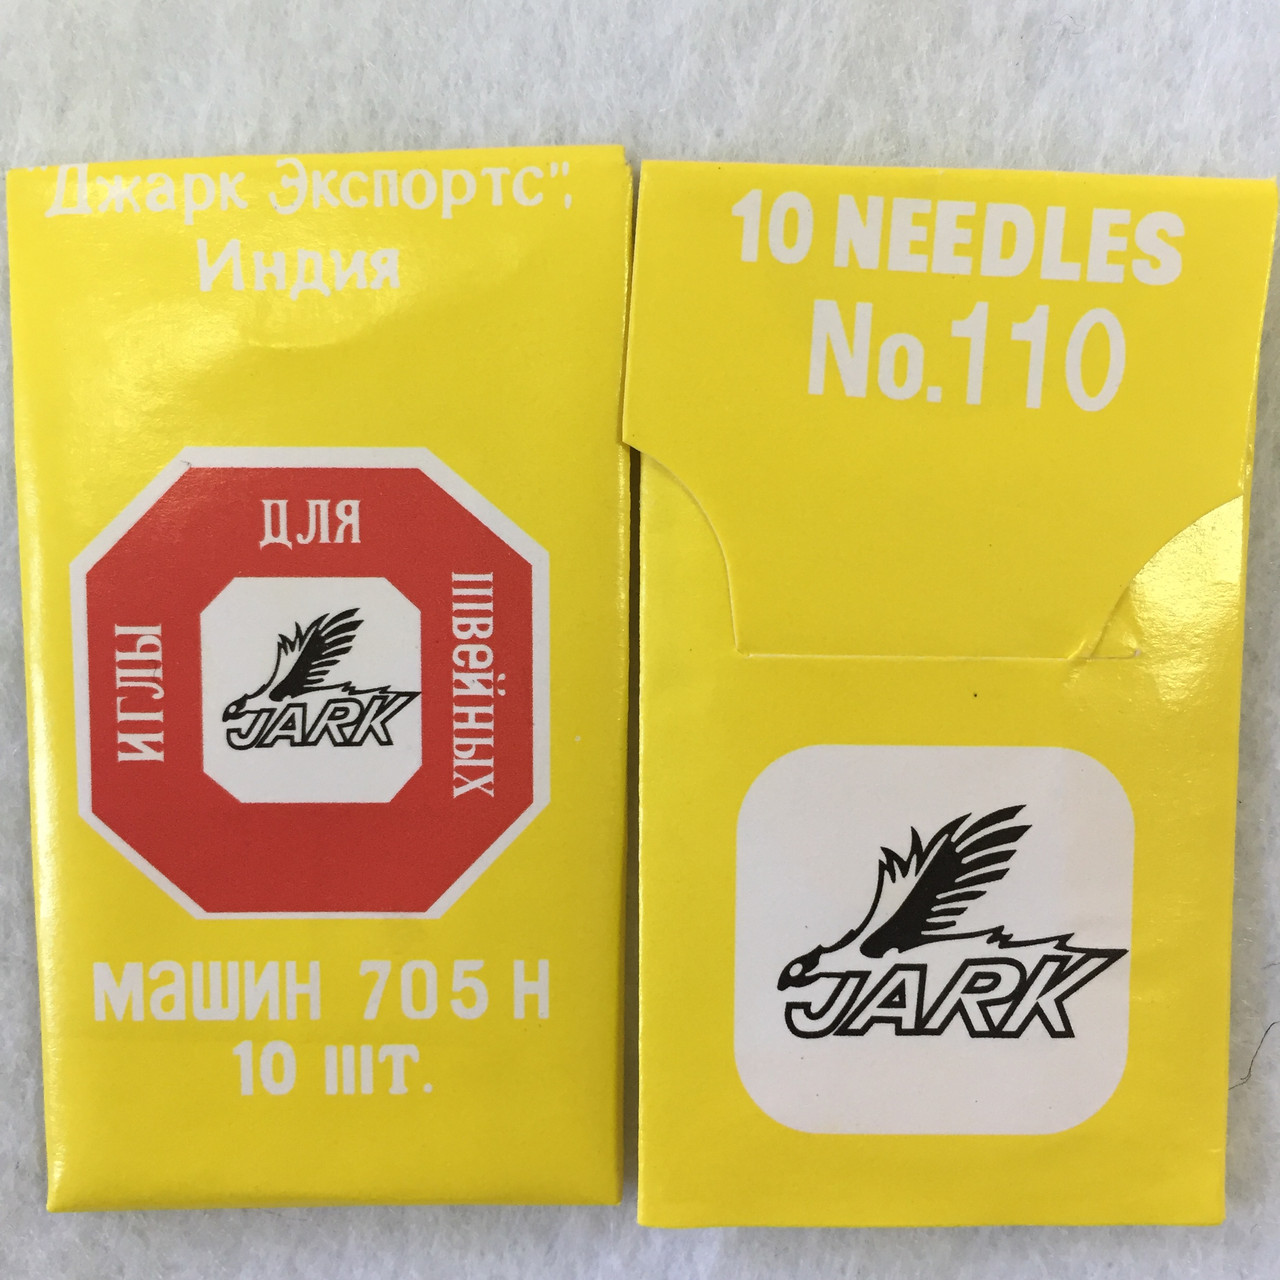 "Джарк Экспортс",
Индия
ИГЛЫ
ДЛЯ
швейных
JARK
машин 705 H
10 шт.
10 NEEDLES
No.110
JARK